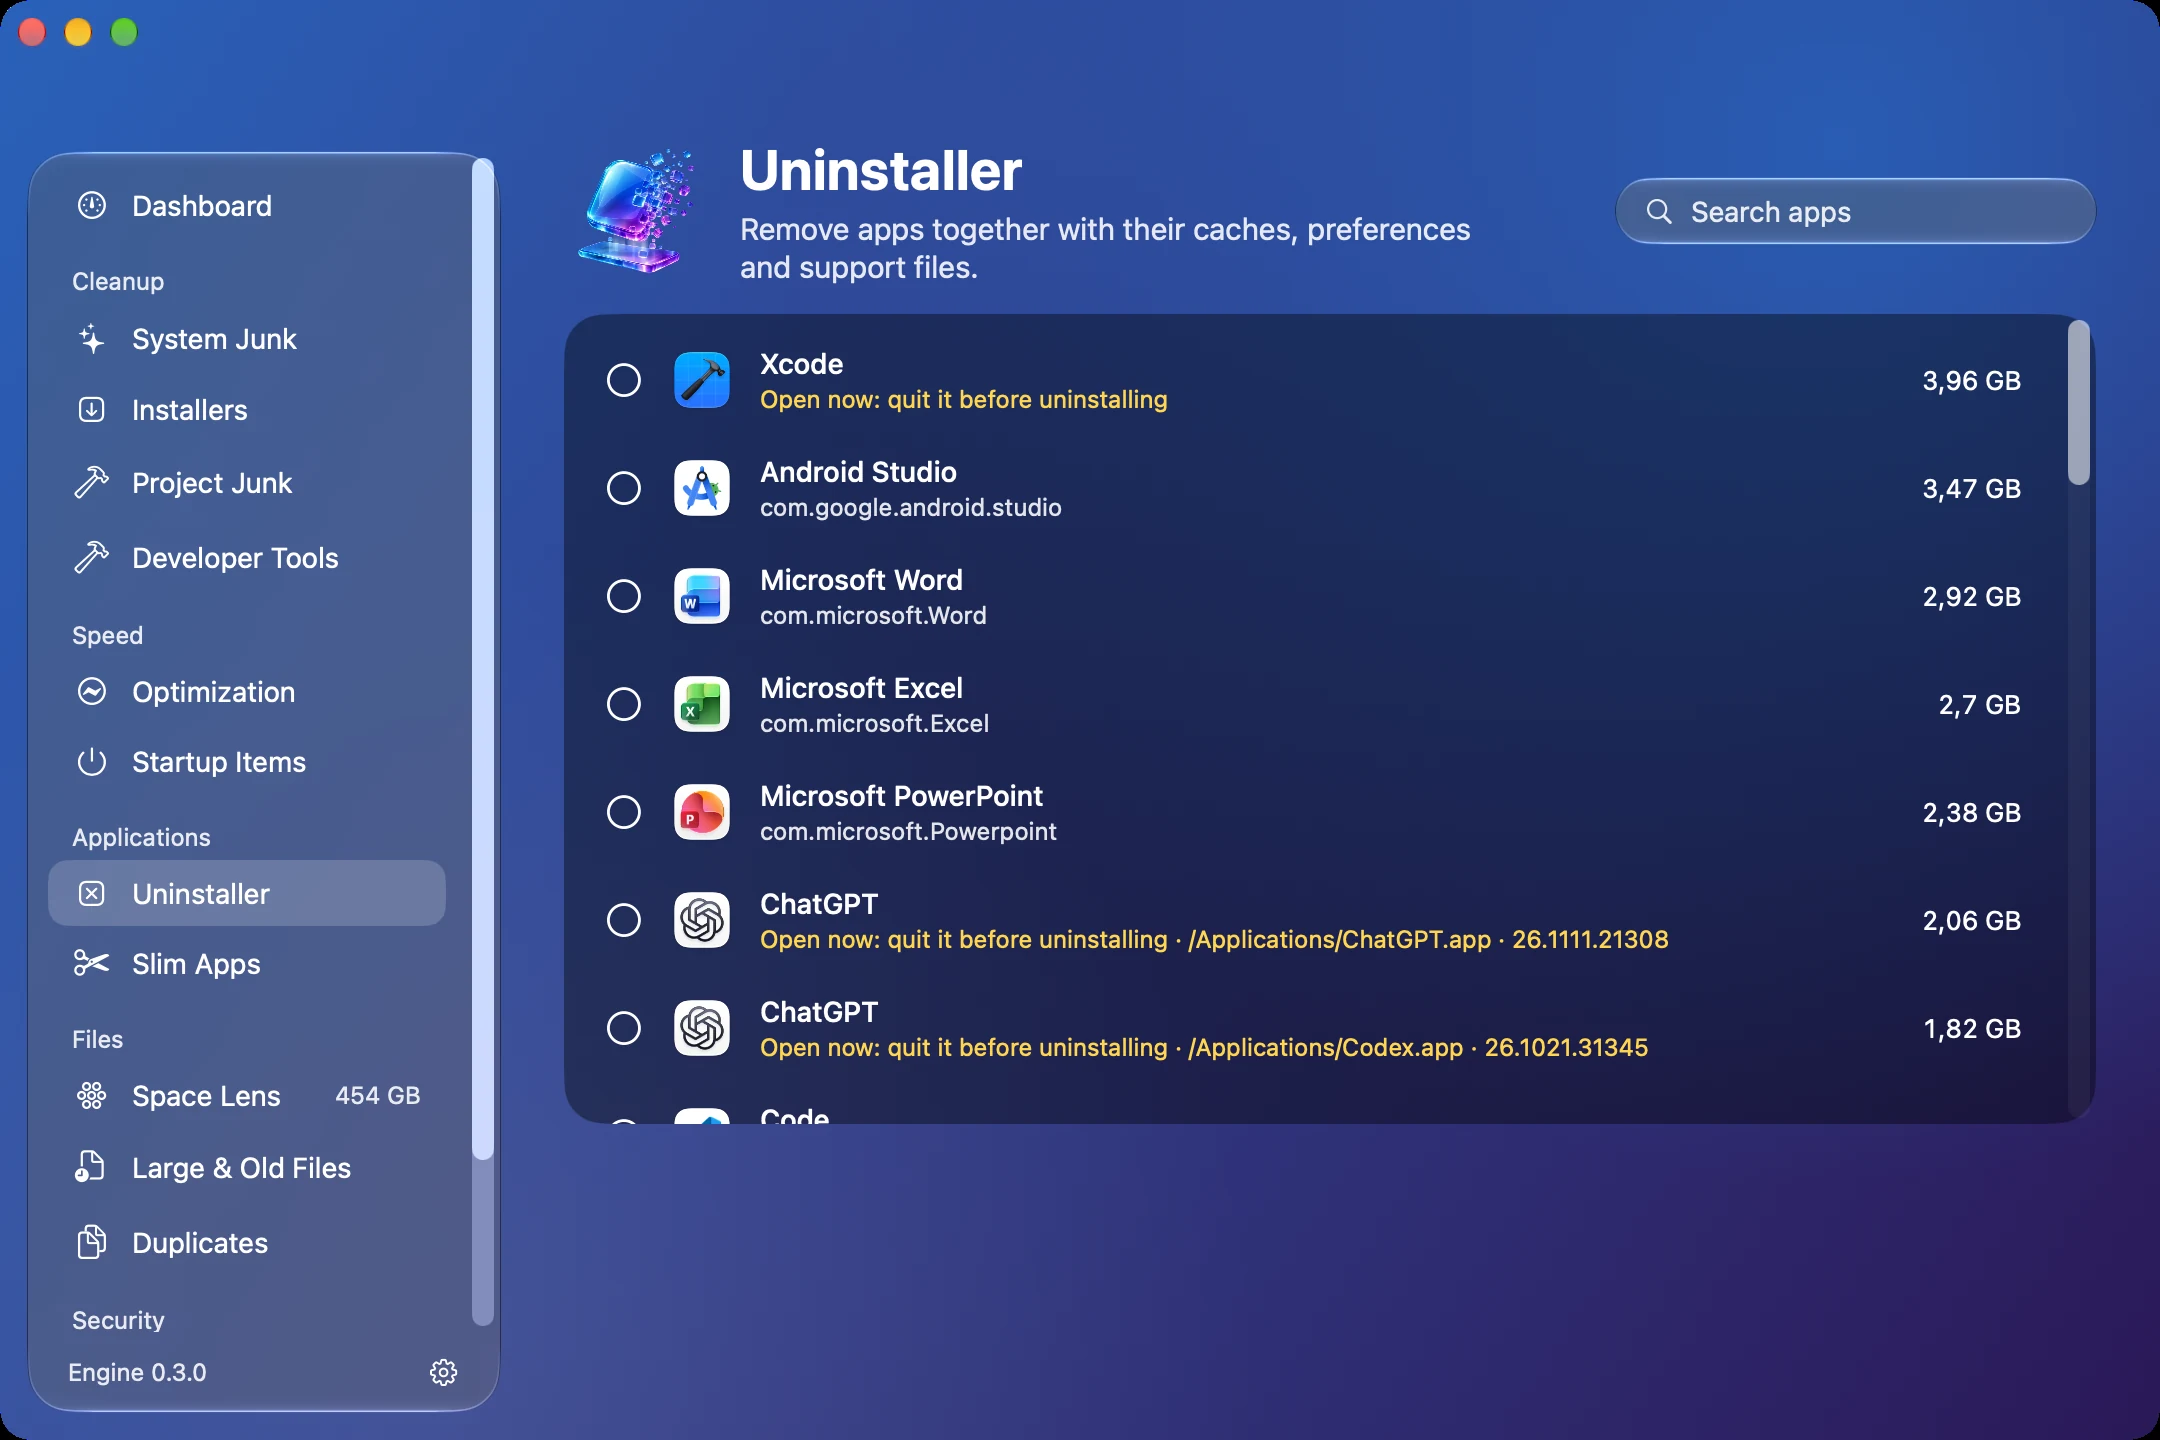 Dashboard
Cleanup
System Junk
Installers
Project Junk
Developer Tools
Speed
Optimization
Startup Items
Applications
Uninstaller
Slim Apps
Files
Space Lens 454 GB
Large & Old Files
Duplicates
Security
Engine 0.3.0
Uninstaller
Remove apps together with their caches, preferences
and support files.
Search apps
Xcode
Open now: quit it before uninstalling
3,96 GB
Android Studio
com.google.android.studio
3,47 GB
W
Microsoft Word
com.microsoft.Word
2,92 GB
X
Microsoft Excel
com.microsoft.Excel
2,7 GB
P
Microsoft PowerPoint
com.microsoft.Powerpoint
2,38 GB
ChatGPT
Open now: quit it before uninstalling · /Applications/ChatGPT.app · 26.1111.21308
2,06 GB
ChatGPT
Open now: quit it before uninstalling · /Applications/Codex.app · 26.1021.31345
1,82 GB
Code